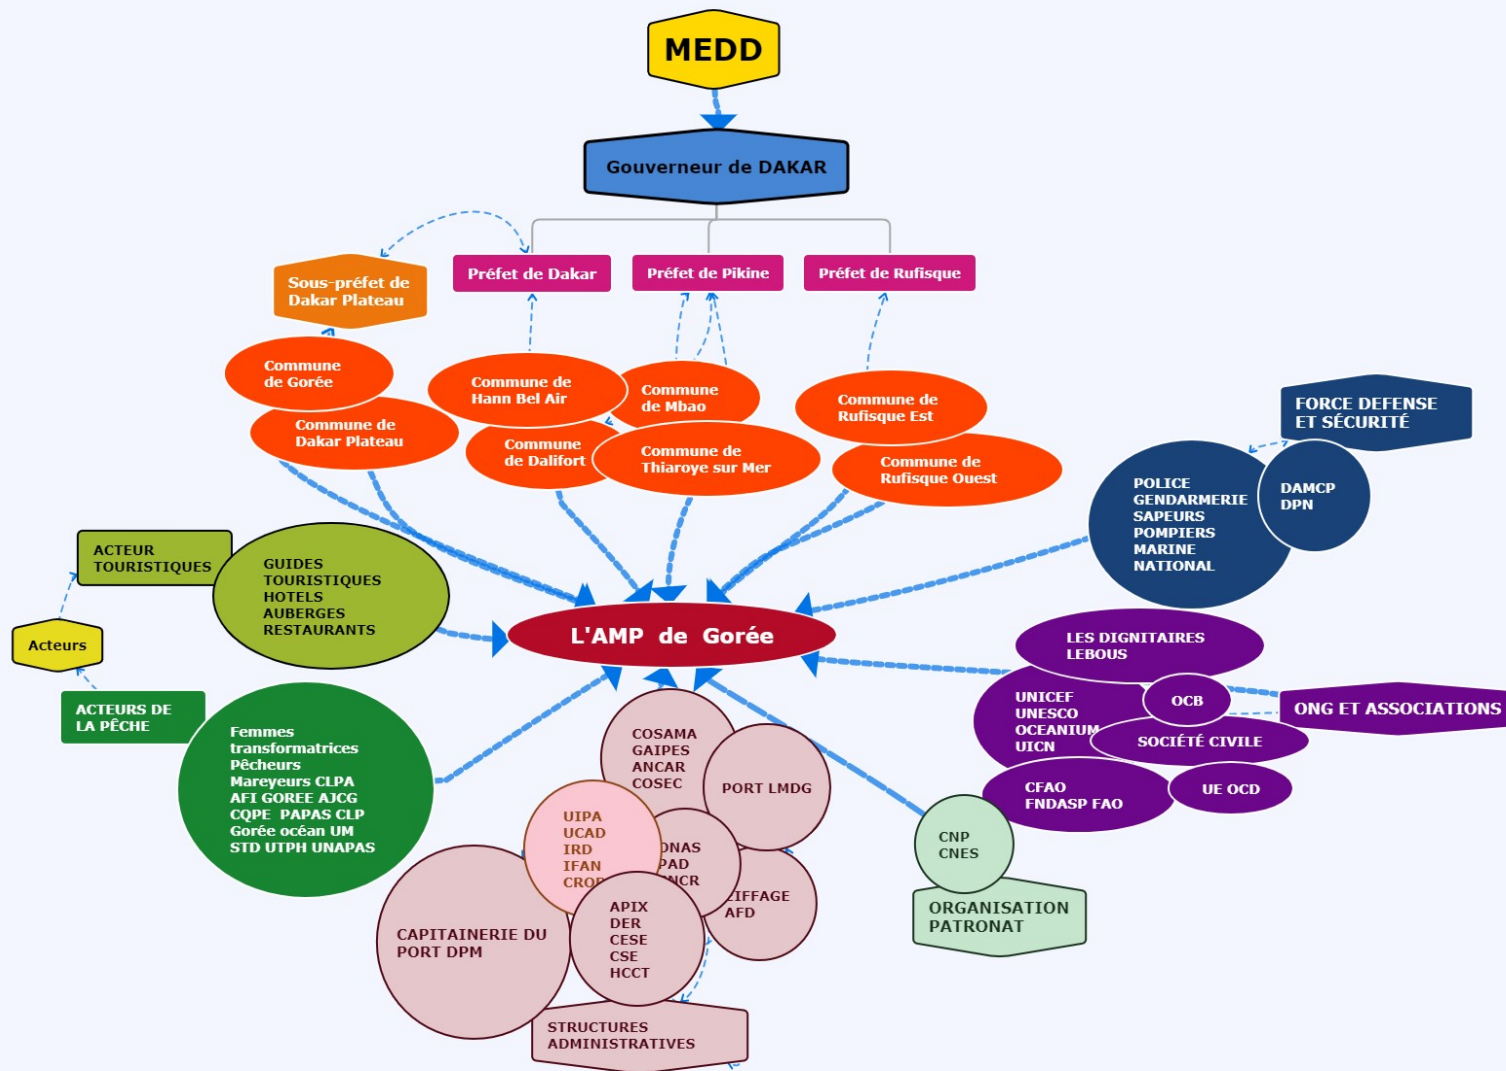 MEDD
Gouverneur de DAKAR
Sous-préfet de
Dakar Plateau
Préfet de Dakar
Préfet de Pikine
Préfet de Rufisque
Commune
de Gorée
Commune de
Dakar Plateau
Commune de
Hann Bel Air
Commune
de Dalifort
Commune
de Mbao
Commune de
Thiaroye sur Mer
Commune de
Rufisque Est
Commune de
Rufisque Ouest
FORCE DEFENSE
ET SÉCURITÉ
POLICE
GENDARMERIE
SAPEURS
POMPIERS
MARINE
NATIONAL
DAMCP
DPN
ACTEUR
TOURISTIQUES
GUIDES
TOURISTIQUES
HOTELS
AUBERGES
RESTAURANTS
Acteurs
L'AMP de Gorée
LES DIGNITAIRES
LEBOUS
UNICEF
UNESCO
OCEANIUM
UICN
OCB
ONG ET ASSOCIATIONS
SOCIÉTÉ CIVILE
CFAO
FNDASP FAO
UE OCD
ACTEURS DE
LA PÊCHE
Femmes
transformatrices
Pêcheurs
Mareyeurs CLPA
AFI GOREE AJCG
CQPE PAPAS CLP
Gorée océan UM
STD UTPH UNAPAS
COSAMA
GAIPES
ANCAR
COSEC
PORT LMDG
UIPA
UCAD
IRD
IFAN
AFD
CAPITAINERIE DU
PORT DPM
APIX
DER
CESE
CSE
HCCT
STRUCTURES
ADMINISTRATIVES
CNP
CNES
ORGANISATION
PATRONAT